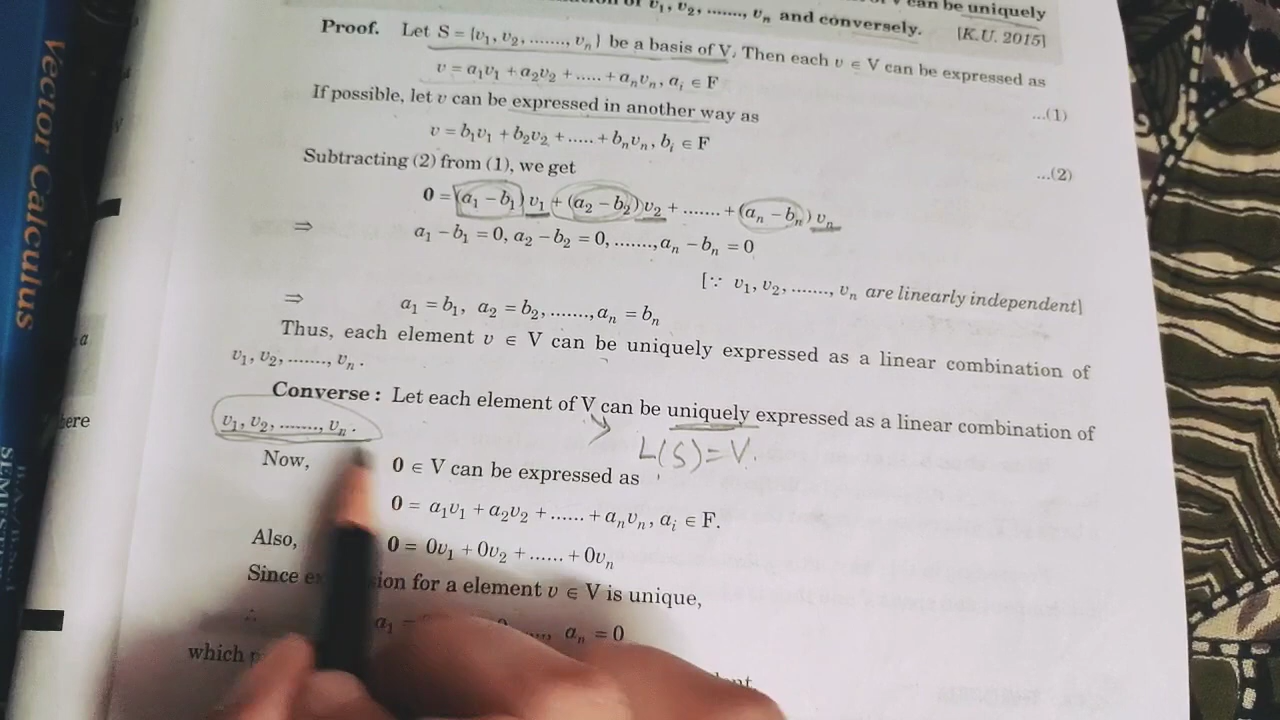 V can be uniquely
of v₁, v₂, ........, vₙ and conversely. [K.U. 2015]
Proof. Let S = {v₁, v₂, ........, vₙ} be a basis of V. Then each v ∈ V can be expressed as
v = a₁v₁ + a₂v₂ + ..... + aₙvₙ, aᵢ ∈ F ...(1)
If possible, let v can be expressed in another way as
v = b₁v₁ + b₂v₂ + ..... + bₙvₙ, bᵢ ∈ F ...(2)
Subtracting (2) from (1), we get
0 = (a₁ – b₁) v₁ + (a₂ – b₂) v₂ + ....... + (aₙ – bₙ) vₙ
⇒ a₁ – b₁ = 0, a₂ – b₂ = 0, ......., aₙ – bₙ = 0
[∵ v₁, v₂, ......., vₙ are linearly independent]
⇒ a₁ = b₁, a₂ = b₂, ......., aₙ = bₙ
Thus, each element v ∈ V can be uniquely expressed as a linear combination of
v₁, v₂, ......., vₙ.
Converse : Let each element of V can be uniquely expressed as a linear combination of
v₁, v₂, ......., vₙ.
L(S) = V.
Now, 0 ∈ V can be expressed as
0 = a₁v₁ + a₂v₂ + ...... + aₙvₙ, aᵢ ∈ F.
Also, 0 = 0v₁ + 0v₂ + ...... + 0vₙ
Since sion for a element v ∈ V is unique,
∴ a₁ = aₙ = 0
which
Vector Calculus